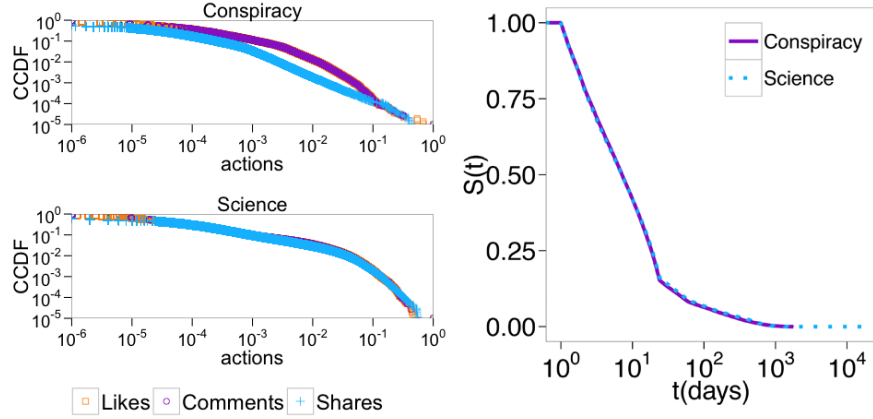 Conspiracy
CCDF
10^0
10^-1
10^-2
10^-3
10^-4
10^-5
10^-6 10^-5 10^-4 10^-3 10^-2 10^-1 10^0
actions
Science
CCDF
10^0
10^-1
10^-2
10^-3
10^-4
10^-5
10^-6 10^-5 10^-4 10^-3 10^-2 10^-1 10^0
actions
Likes Comments Shares
S(t)
1.00
0.75
0.50
0.25
0.00
Conspiracy
Science
10^0 10^1 10^2 10^3 10^4
t(days)